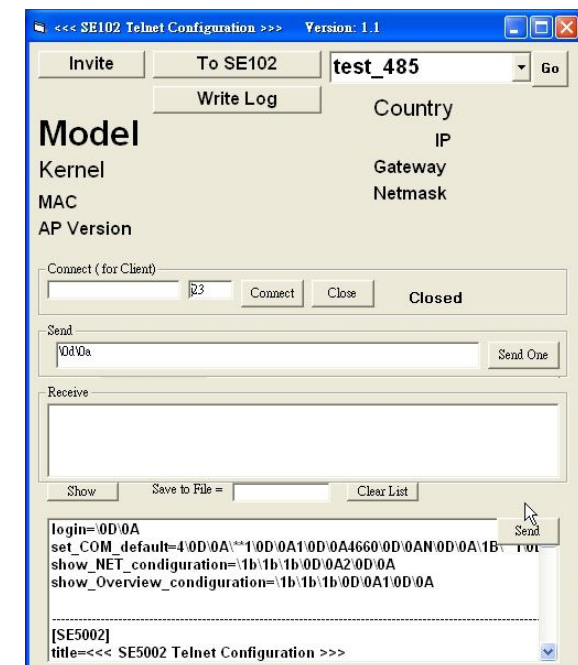 <<< SE102 Telnet Configuration >>> Version: 1.1
Invite To SE102 test_485 Go
Write Log
Country
Model IP
Kernel Gateway
MAC Netmask
AP Version
Connect ( for Client)
23 Connect Close Closed
Send
\0d\0a Send One
Receive
Show Save to File = Clear List
Send
login=\0D\0A
set_COM_default=4\0D\0A\**1\0D\0A1\0D\0A4660\0D\0AN\0D\0A\1B\
show_NET_condiguration=\1b\1b\1b\0D\0A2\0D\0A
show_Overview_condiguration=\1b\1b\1b\0D\0A1\0D\0A
--------------------------------------------------
[SE5002]
title=<<< SE5002 Telnet Configuration >>>